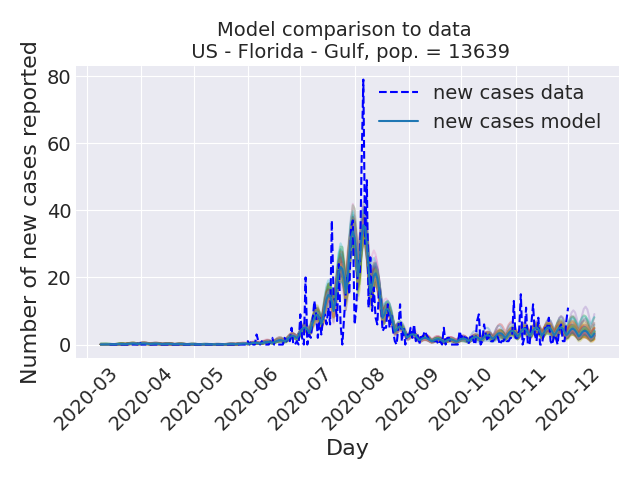 Model comparison to data
US - Florida - Gulf, pop. = 13639
Number of new cases reported
80
60
40
20
0
new cases data
new cases model
2020-03
2020-04
2020-05
2020-06
2020-07
2020-08
2020-09
2020-10
2020-11
2020-12
Day